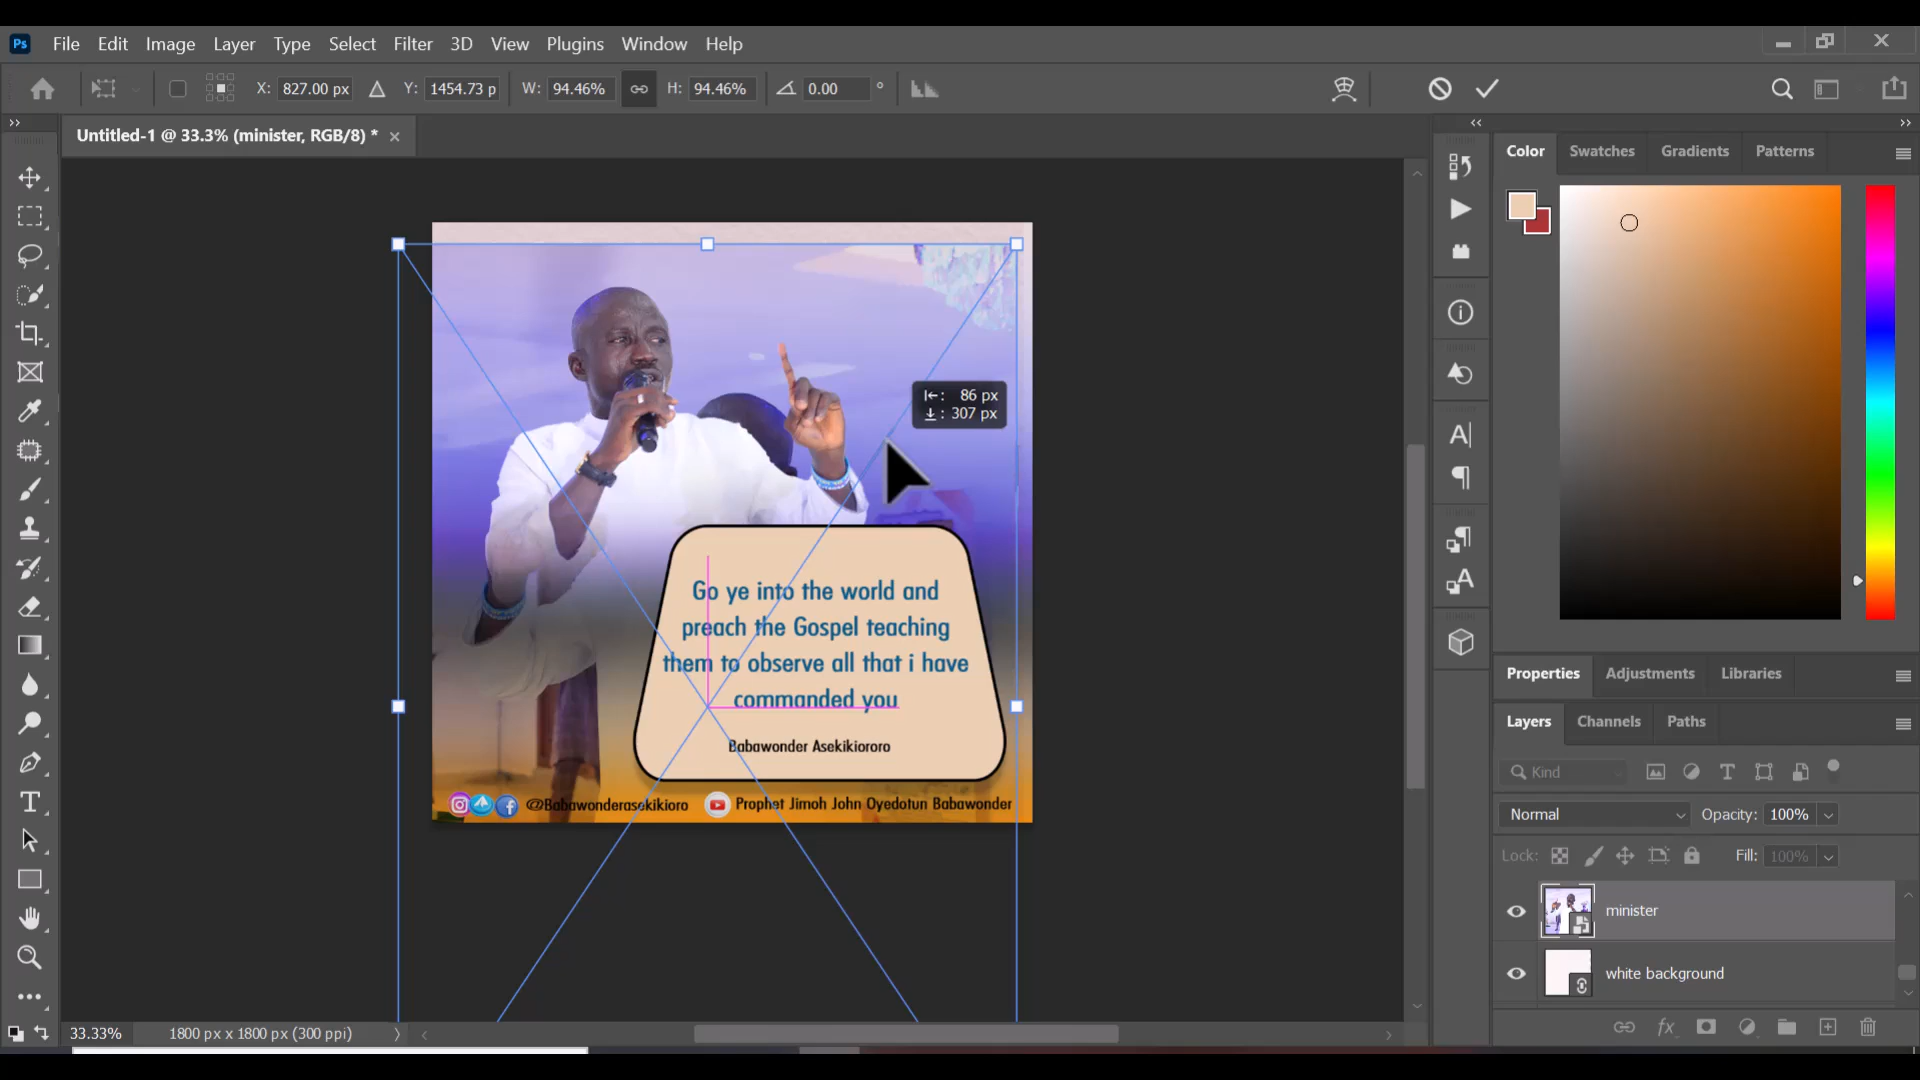 Ps File Edit Image Layer Type Select Filter 3D View Plugins Window Help
X: 827.00 px Y: 1454.73 p W: 94.46% H: 94.46% 0.00 °
Untitled-1 @ 33.3% (minister, RGB/8) *
Color Swatches Gradients Patterns
86 px
: 307 px
Go ye into the world and
preach the Gospel teaching
them to observe all that i have
commanded you
Babawonder Asekikiororo
@Babawonderasekikioro Prophet Jimoh John Oyedotun Babawonder
Properties Adjustments Libraries
Layers Channels Paths
Kind
Normal Opacity: 100%
Lock: Fill: 100%
minister
white background
33.33% 1800 px x 1800 px (300 ppi)